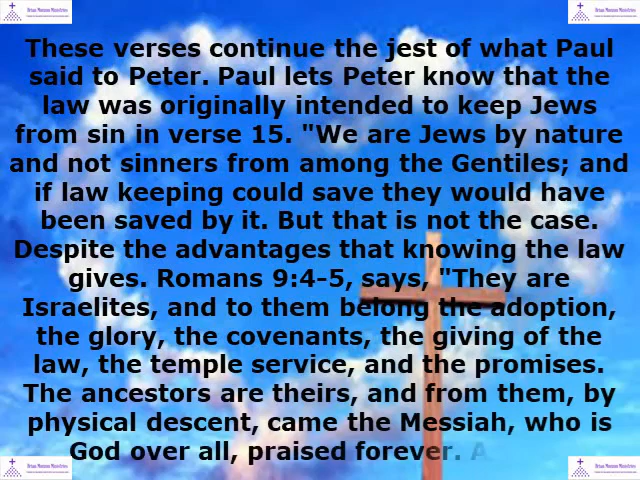 These verses continue the jest of what Paul
said to Peter. Paul lets Peter know that the
law was originally intended to keep Jews
from sin in verse 15. "We are Jews by nature
and not sinners from among the Gentiles; and
if law keeping could save they would have
been saved by it. But that is not the case.
Despite the advantages that knowing the law
gives. Romans 9:4-5, says, "They are
Israelites, and to them belong the adoption,
the glory, the covenants, the giving of the
law, the temple service, and the promises.
The ancestors are theirs, and from them, by
physical descent, came the Messiah, who is
God over all, praised forever. A